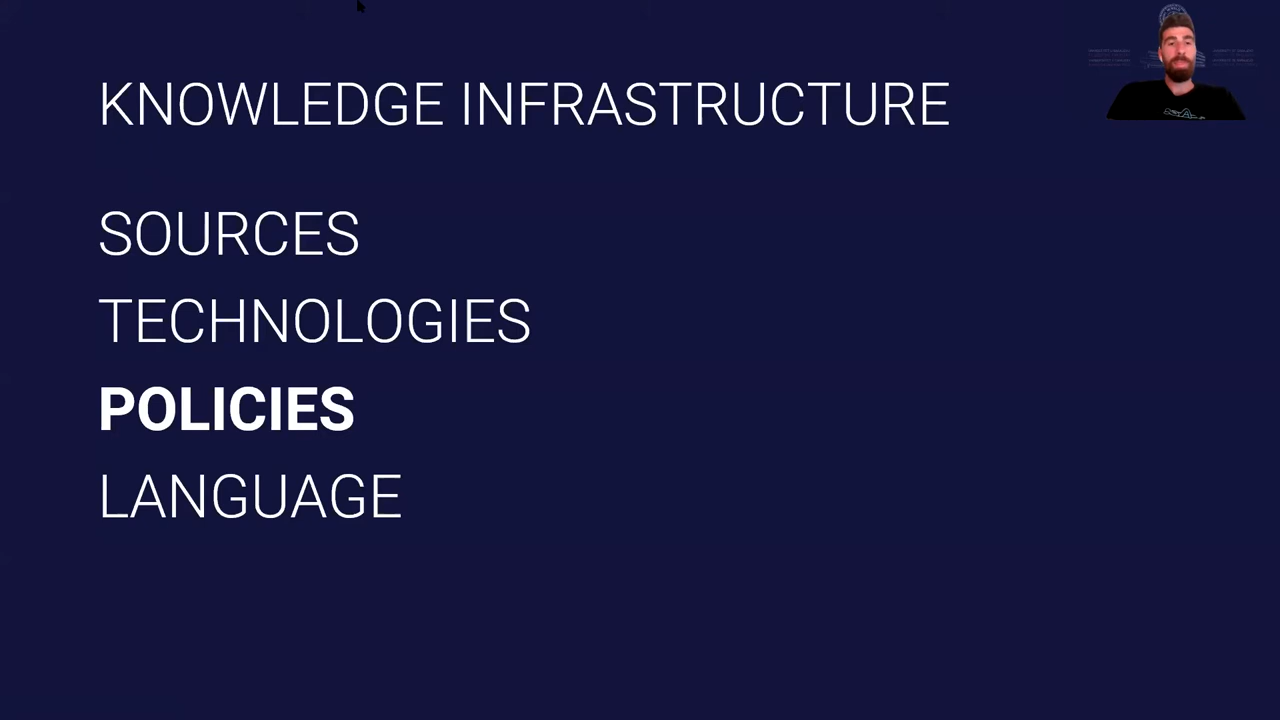 KNOWLEDGE INFRASTRUCTURE
SOURCES
TECHNOLOGIES
POLICIES
LANGUAGE